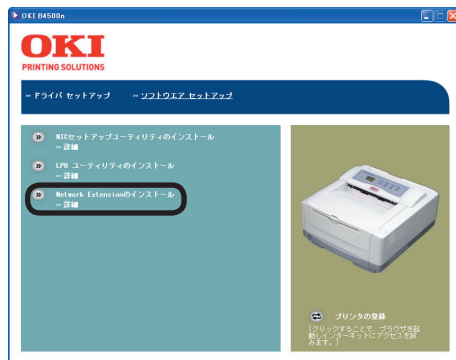 OKI B4500n
OKI
PRINTING SOLUTIONS
» ドライバ セットアップ » ソフトウエア セットアップ
» NICセットアップユーティリティのインストール
» 詳細
» LPR ユーティリティのインストール
» 詳細
» Network Extensionのインストール
» 詳細
プリンタの登録
(クリックすることで、ブラウザを起
動しインターネットにアクセスを試
みます。)